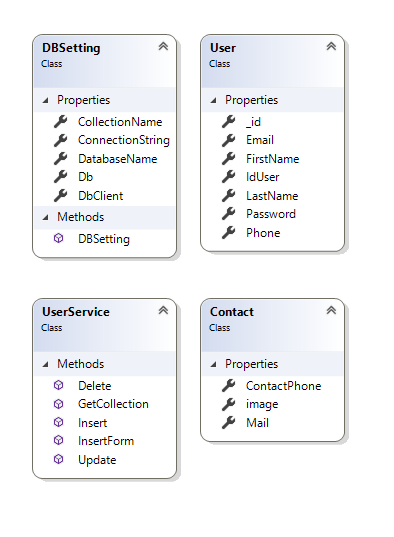 DBSetting
Class
Properties
CollectionName
ConnectionString
DatabaseName
Db
DbClient
Methods
DBSetting
User
Class
Properties
_id
Email
FirstName
IdUser
LastName
Password
Phone
UserService
Class
Methods
Delete
GetCollection
Insert
InsertForm
Update
Contact
Class
Properties
ContactPhone
image
Mail